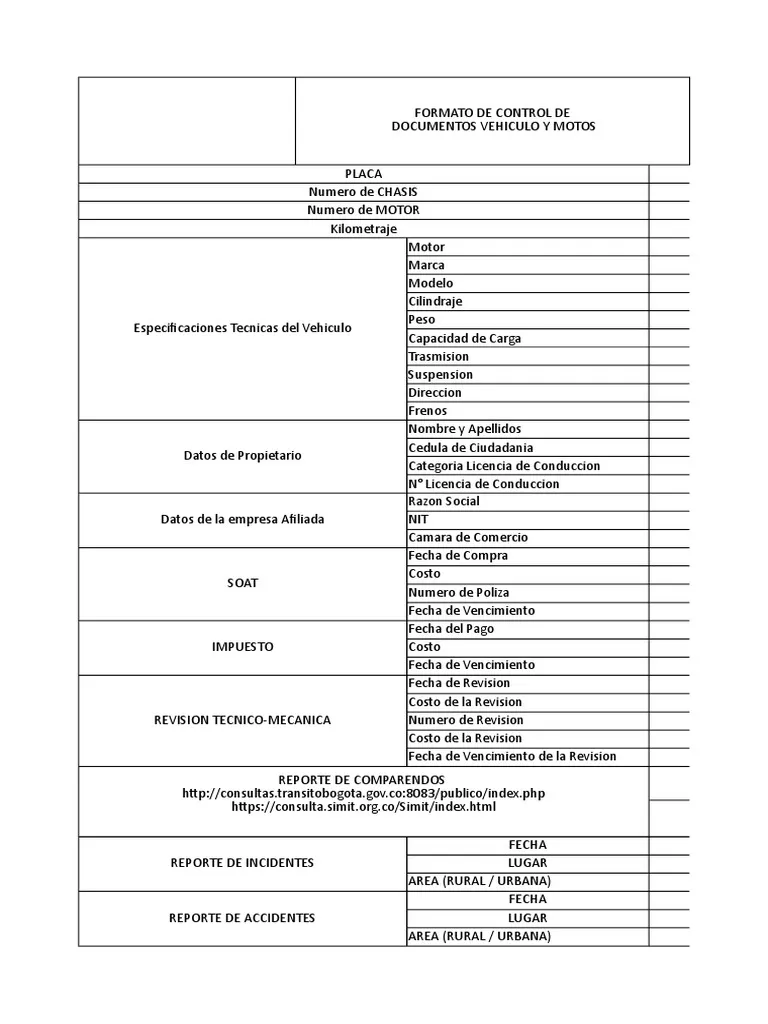 FORMATO DE CONTROL DE
DOCUMENTOS VEHICULO Y MOTOS
PLACA
Numero de CHASIS
Numero de MOTOR
Kilometraje
Especificaciones Tecnicas del Vehiculo
Motor
Marca
Modelo
Cilindraje
Peso
Capacidad de Carga
Trasmision
Suspension
Direccion
Frenos
Datos de Propietario
Nombre y Apellidos
Cedula de Ciudadania
Categoria Licencia de Conduccion
N° Licencia de Conduccion
Datos de la empresa Afiliada
Razon Social
NIT
Camara de Comercio
SOAT
Fecha de Compra
Costo
Numero de Poliza
Fecha de Vencimiento
IMPUESTO
Fecha del Pago
Costo
Fecha de Vencimiento
REVISION TECNICO-MECANICA
Fecha de Revision
Costo de la Revision
Numero de Revision
Costo de la Revision
Fecha de Vencimiento de la Revision
REPORTE DE COMPARENDOS
http://consultas.transitobogota.gov.co:8083/publico/index.php
https://consulta.simit.org.co/Simit/index.html
REPORTE DE INCIDENTES
FECHA
LUGAR
AREA (RURAL / URBANA)
REPORTE DE ACCIDENTES
FECHA
LUGAR
AREA (RURAL / URBANA)